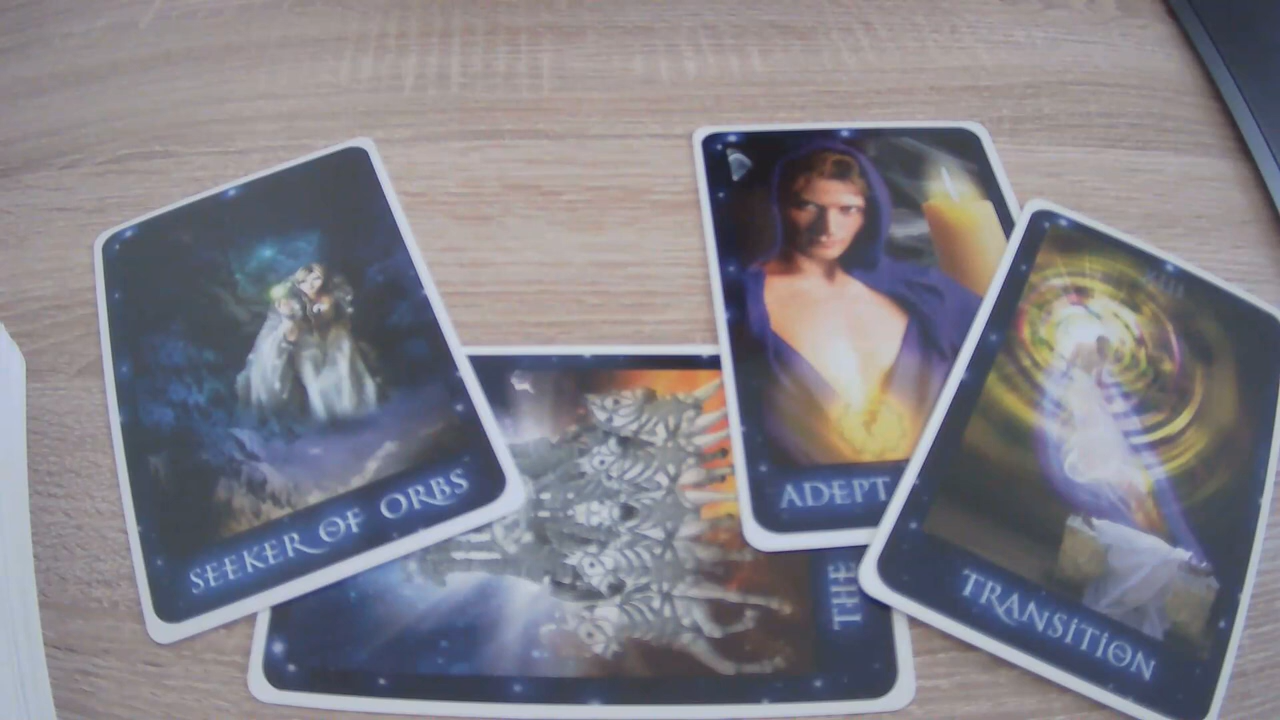 SEEKER OF ORBS
THE
ADEPT
TRANSITION